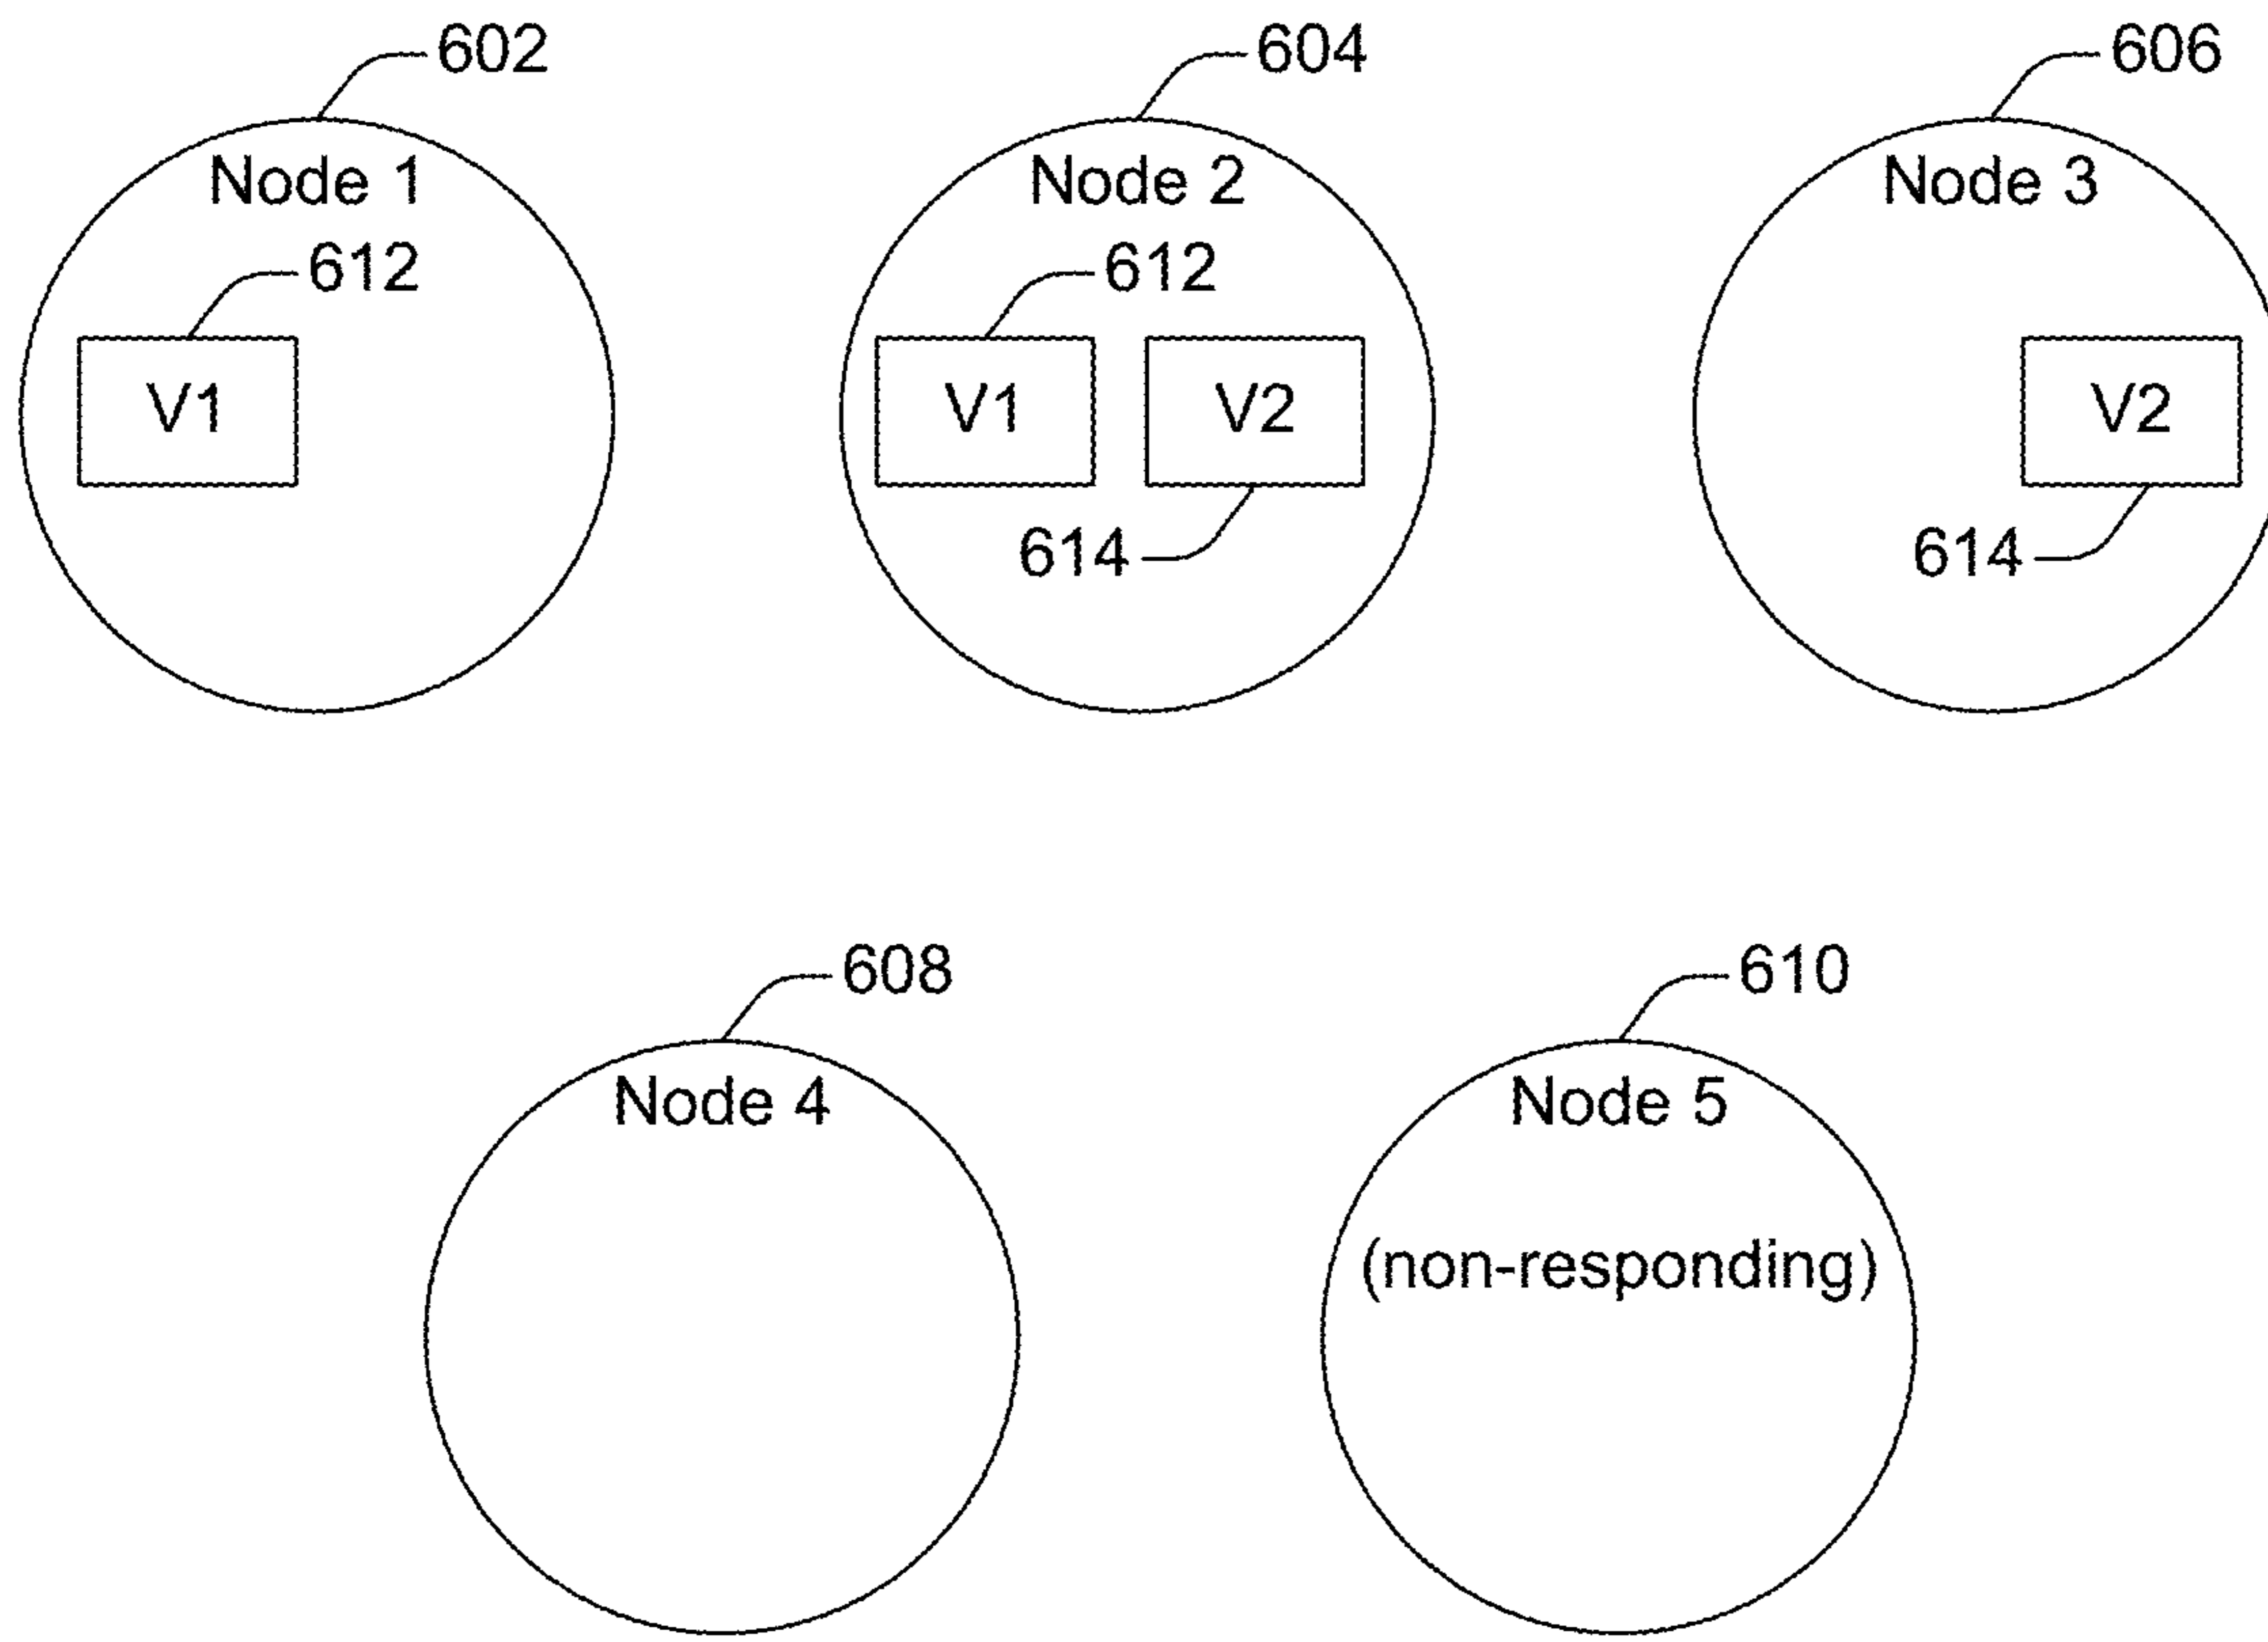 602
604
606
Node 1
Node 2
Node 3
612
612
V1
V1
V2
V2
614
614
608
610
Node 4
Node 5
(non-responding)